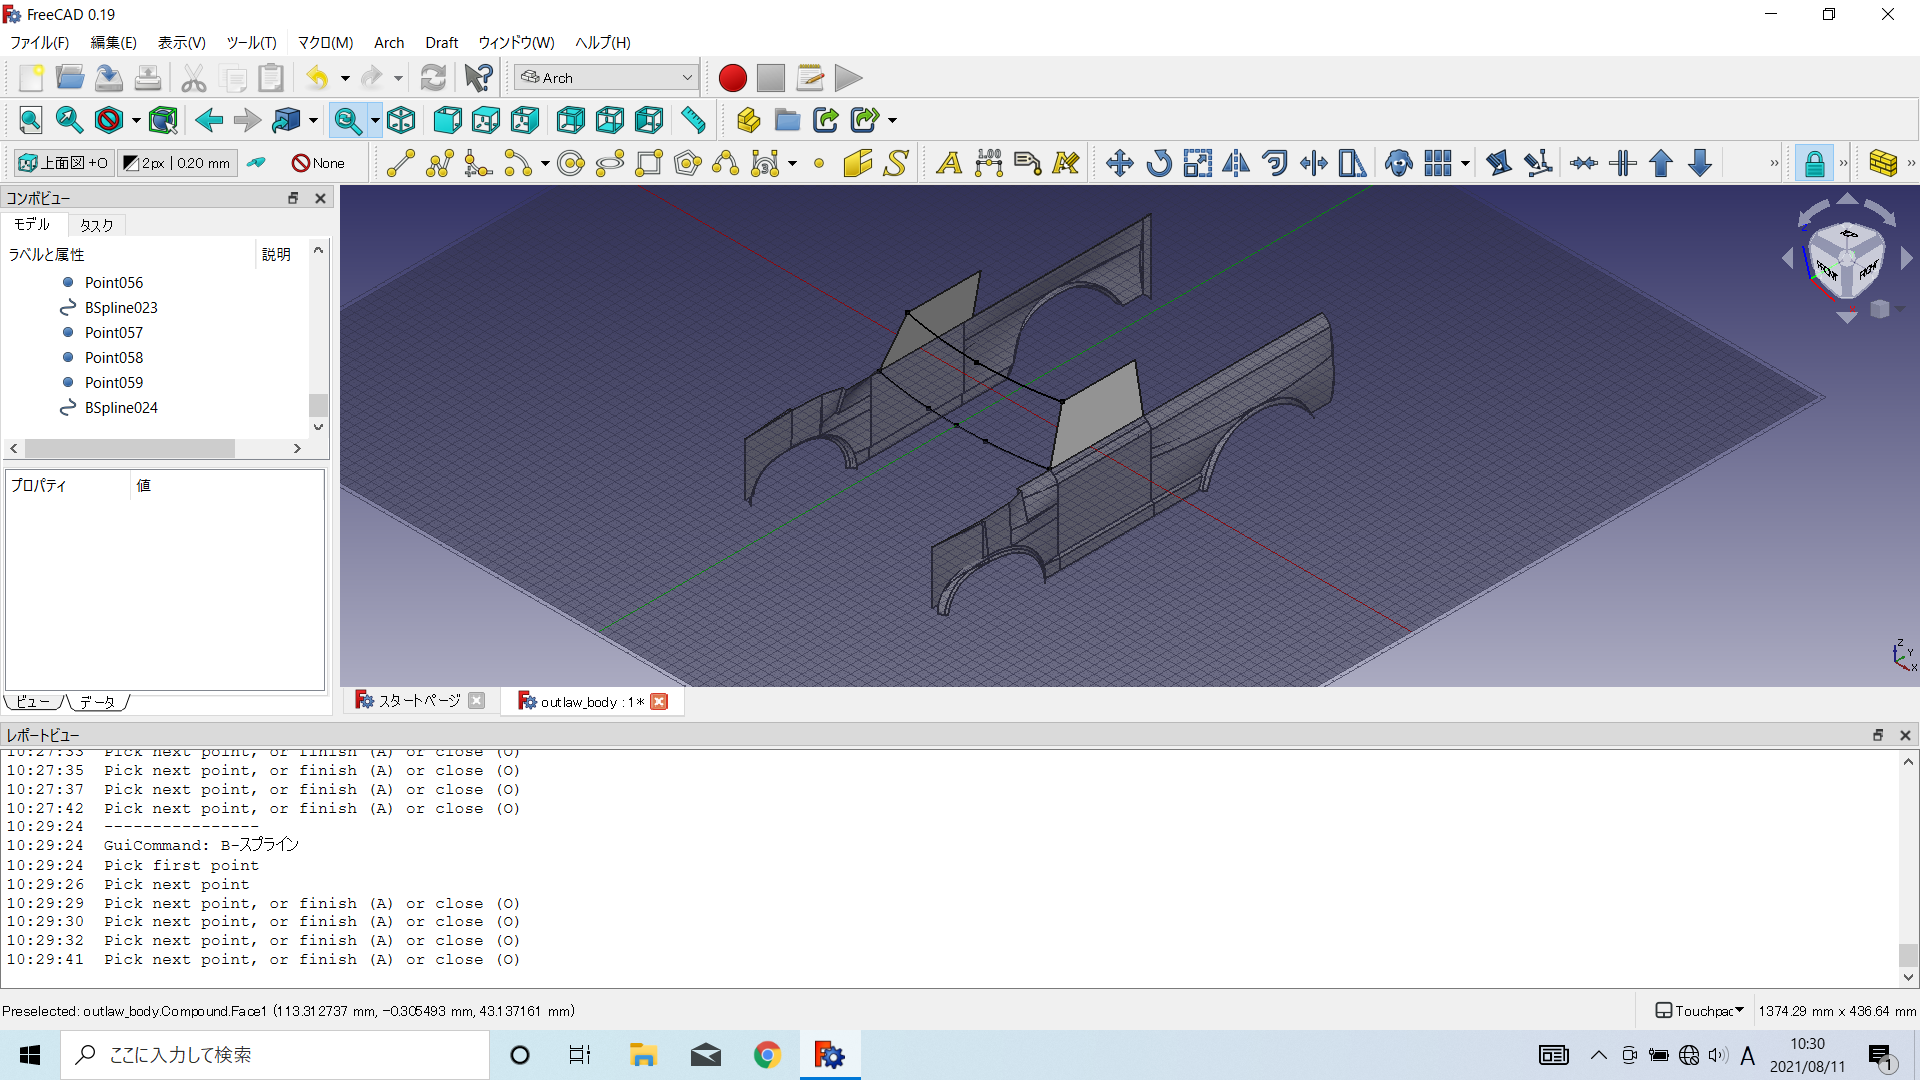 FreeCAD 0.19
ファイル(F) 編集(E) 表示(V) ツール(T) マクロ(M) Arch Draft ウィンドウ(W) ヘルプ(H)
Arch
上面図 +O 2px | 0.20 mm None
コンボビュー
モデル タスク
ラベルと属性 説明
Point056
BSpline023
Point057
Point058
Point059
BSpline024
プロパティ 値
ビュー データ
スタートページ outlaw_body : 1*
レポートビュー
10:27:33 Pick next point, or finish (A) or close (O)
10:27:35 Pick next point, or finish (A) or close (O)
10:27:37 Pick next point, or finish (A) or close (O)
10:27:42 Pick next point, or finish (A) or close (O)
10:29:24 ----------------
10:29:24 GuiCommand: B-スプライン
10:29:24 Pick first point
10:29:26 Pick next point
10:29:29 Pick next point, or finish (A) or close (O)
10:29:30 Pick next point, or finish (A) or close (O)
10:29:32 Pick next point, or finish (A) or close (O)
10:29:41 Pick next point, or finish (A) or close (O)
Preselected: outlaw_body.Compound.Face1 (113.312737 mm, -0.305493 mm, 43.137161 mm)
Touchpac 1374.29 mm x 436.64 mm
ここに入力して検索
A
10:30
2021/08/11
1